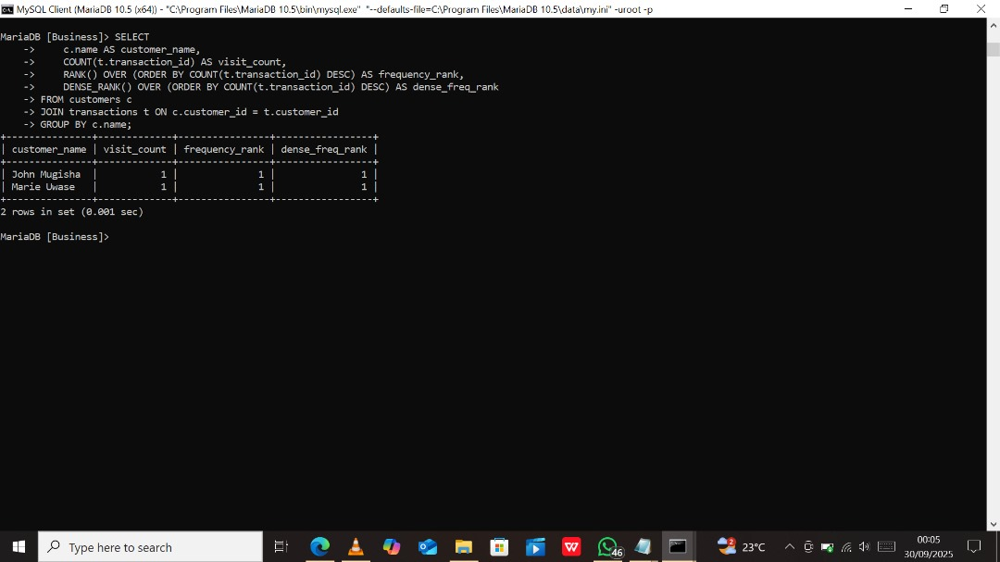 MySQL Client (MariaDB 10.5 (x64)) - "C:\Program Files\MariaDB 10.5\bin\mysql.exe"  "--defaults-file=C:\Program Files\MariaDB 10.5\data\my.ini" -uroot -p
MariaDB [Business]> SELECT
    ->     c.name AS customer_name,
    ->     COUNT(t.transaction_id) AS visit_count,
    ->     RANK() OVER (ORDER BY COUNT(t.transaction_id) DESC) AS frequency_rank,
    ->     DENSE_RANK() OVER (ORDER BY COUNT(t.transaction_id) DESC) AS dense_freq_rank
    -> FROM customers c
    -> JOIN transactions t ON c.customer_id = t.customer_id
    -> GROUP BY c.name;
+---------------+-------------+----------------+-----------------+
| customer_name | visit_count | frequency_rank | dense_freq_rank |
+---------------+-------------+----------------+-----------------+
| John Mugisha  |           1 |              1 |               1 |
| Marie Uwase   |           1 |              1 |               1 |
+---------------+-------------+----------------+-----------------+
2 rows in set (0.001 sec)
MariaDB [Business]>
Type here to search
W
46
2
23°C
00:05
30/09/2025